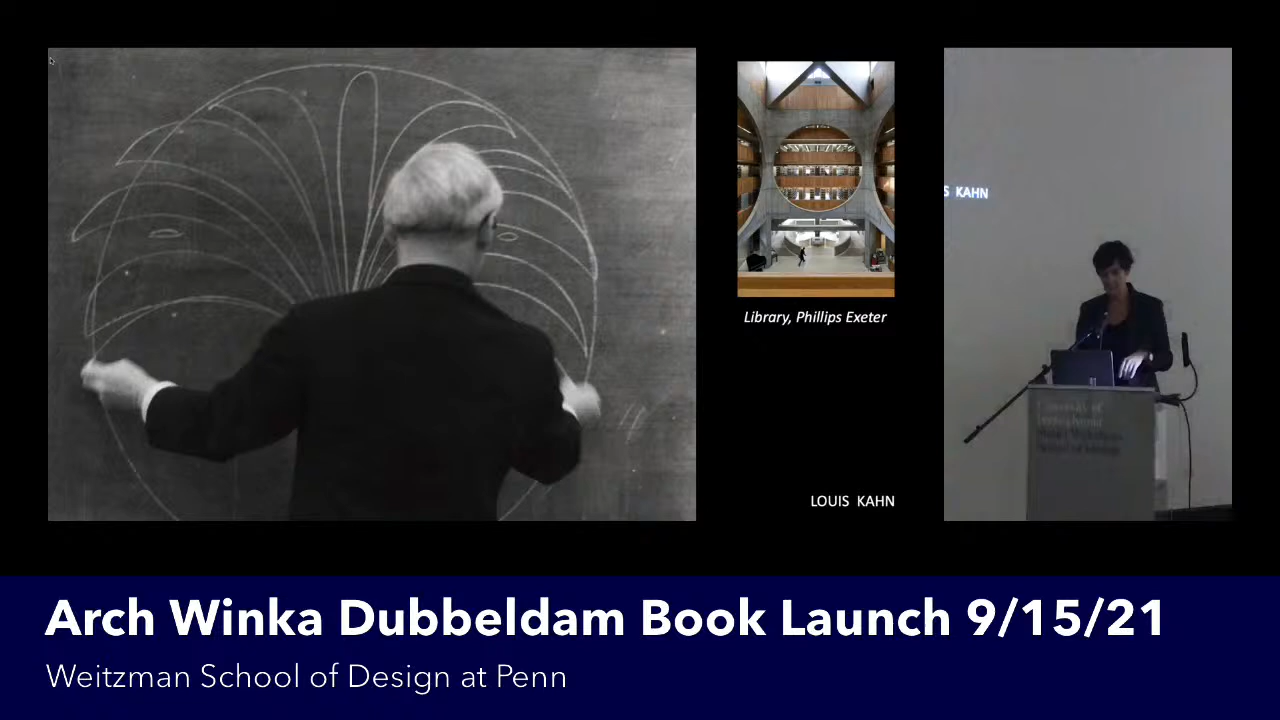 Library, Phillips Exeter
LOUIS KAHN
S KAHN
Arch Winka Dubbeldam Book Launch 9/15/21
Weitzman School of Design at Penn